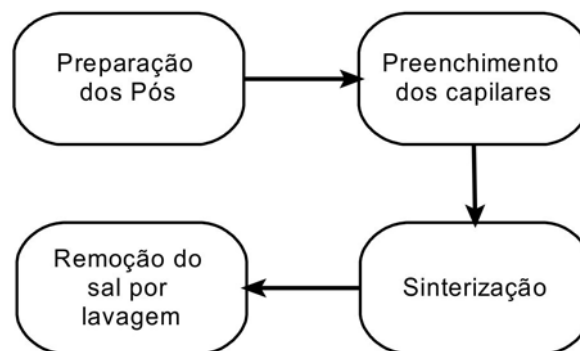 Preparação
dos Pós
Preenchimento
dos capilares
Sinterização
Remoção do
sal por
lavagem